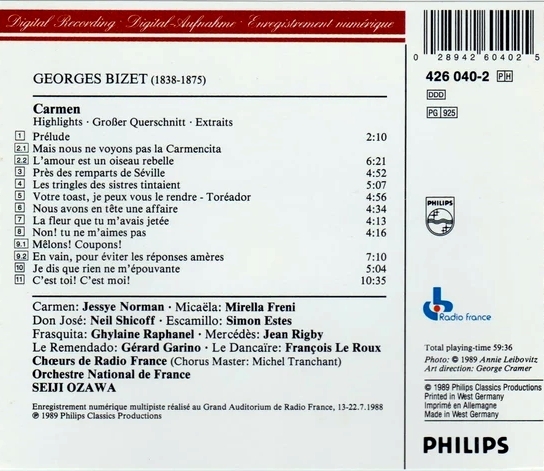 Digital Recording · Digital-Aufnahme · Enregistrement numérique
GEORGES BIZET (1838-1875)
Carmen
Highlights · Großer Querschnitt · Extraits
1 Prélude 2:10
2.1 Mais nous ne voyons pas la Carmencita
2.2 L'amour est un oiseau rebelle 6:21
3 Près des remparts de Séville 4:52
4 Les tringles des sistres tintaient 5:07
5 Votre toast, je peux vous le rendre - Toréador 4:56
6 Nous avons en tête une affaire 4:34
7 La fleur que tu m'avais jetée 4:13
8 Non! tu ne m'aimes pas 4:16
9.1 Mêlons! Coupons!
9.2 En vain, pour éviter les réponses amères 7:10
10 Je dis que rien ne m'épouvante 5:04
11 C'est toi! C'est moi! 10:35
Carmen: Jessye Norman · Micaëla: Mirella Freni
Don José: Neil Shicoff · Escamillo: Simon Estes
Frasquita: Ghylaine Raphanel · Mercédès: Jean Rigby
Le Remendado: Gérard Garino · Le Dancaïre: François Le Roux
Chœurs de Radio France (Chorus Master: Michel Tranchant)
Orchestre National de France
SEIJI OZAWA
Enregistrement numérique multipiste réalisé au Grand Auditorium de Radio France, 13-22.7.1988
℗ 1989 Philips Classics Productions
0 28942 60402 5
426 040-2 PH
DDD
PG 925
PHILIPS
Radio France
Total playing-time 59:36
Photo: © 1989 Annie Leibovitz
Art direction: George Cramer
© 1989 Philips Classics Productions
Printed in West Germany
Imprimé en Allemagne
Made in West Germany
PHILIPS